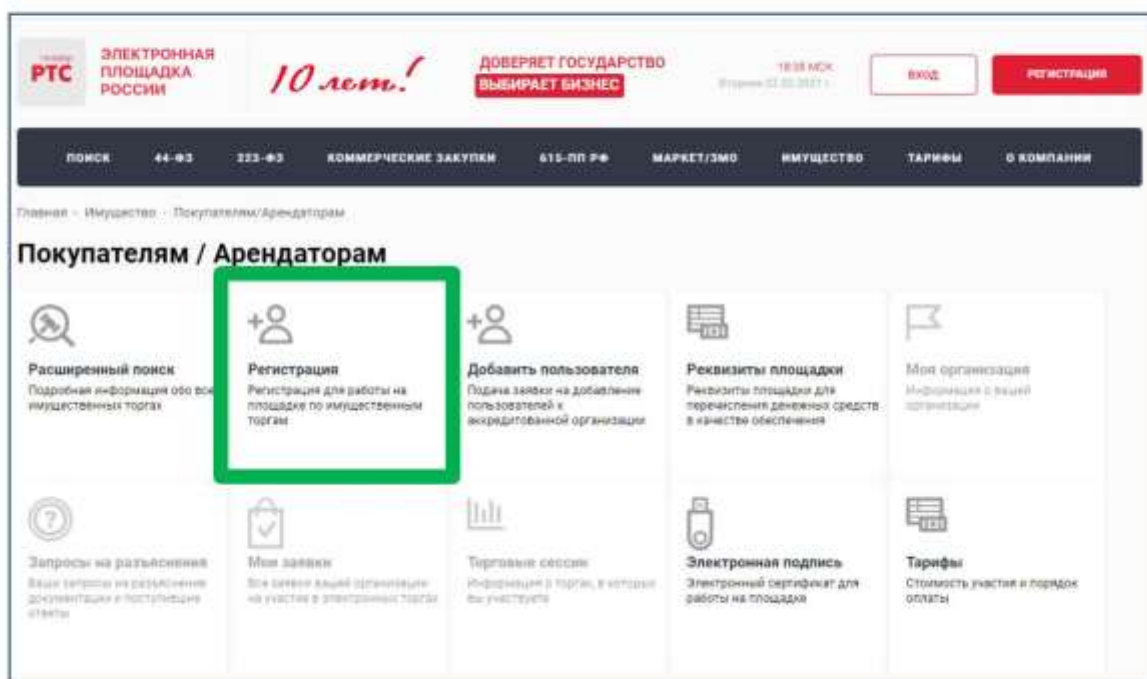 РТС
ЭЛЕКТРОННАЯ
ПЛОЩАДКА
РОССИИ
10 лет!
ДОВЕРЯЕТ ГОСУДАРСТВО
ВЫБИРАЕТ БИЗНЕС
18:38 МСК
ВХОД
РЕГИСТРАЦИЯ
ПОИСК 44-ФЗ 223-ФЗ КОММЕРЧЕСКИЕ ЗАКУПКИ 615-ПП РФ МАРКЕТ/ЗМО ИМУЩЕСТВО ТАРИФЫ О КОМПАНИИ
Главная - Имущество - Покупателям/Арендаторам
Покупателям / Арендаторам
Расширенный поиск
Подробная информация обо все
имущественных торгах
Регистрация
Регистрация для работы на
площадке по имущественным
торгам
Добавить пользователя
Подача заявки на добавление
пользователей к
аккредитованной организации
Реквизиты площадки
Реквизиты площадки для
перечисления денежных средств
в качестве обеспечения
Моя организация
Информация о вашей
организации
Запросы на разъяснения
Ваши запросы на разъяснение
документации и поступившие
ответы
Мои заявки
Все заявки вашей организации
на участие в электронных торгах
Торговые сессии
Информация о торгах, в которых
вы участвуете
Электронная подпись
Электронный сертификат для
работы на площадке
Тарифы
Стоимость участия и порядок
оплаты